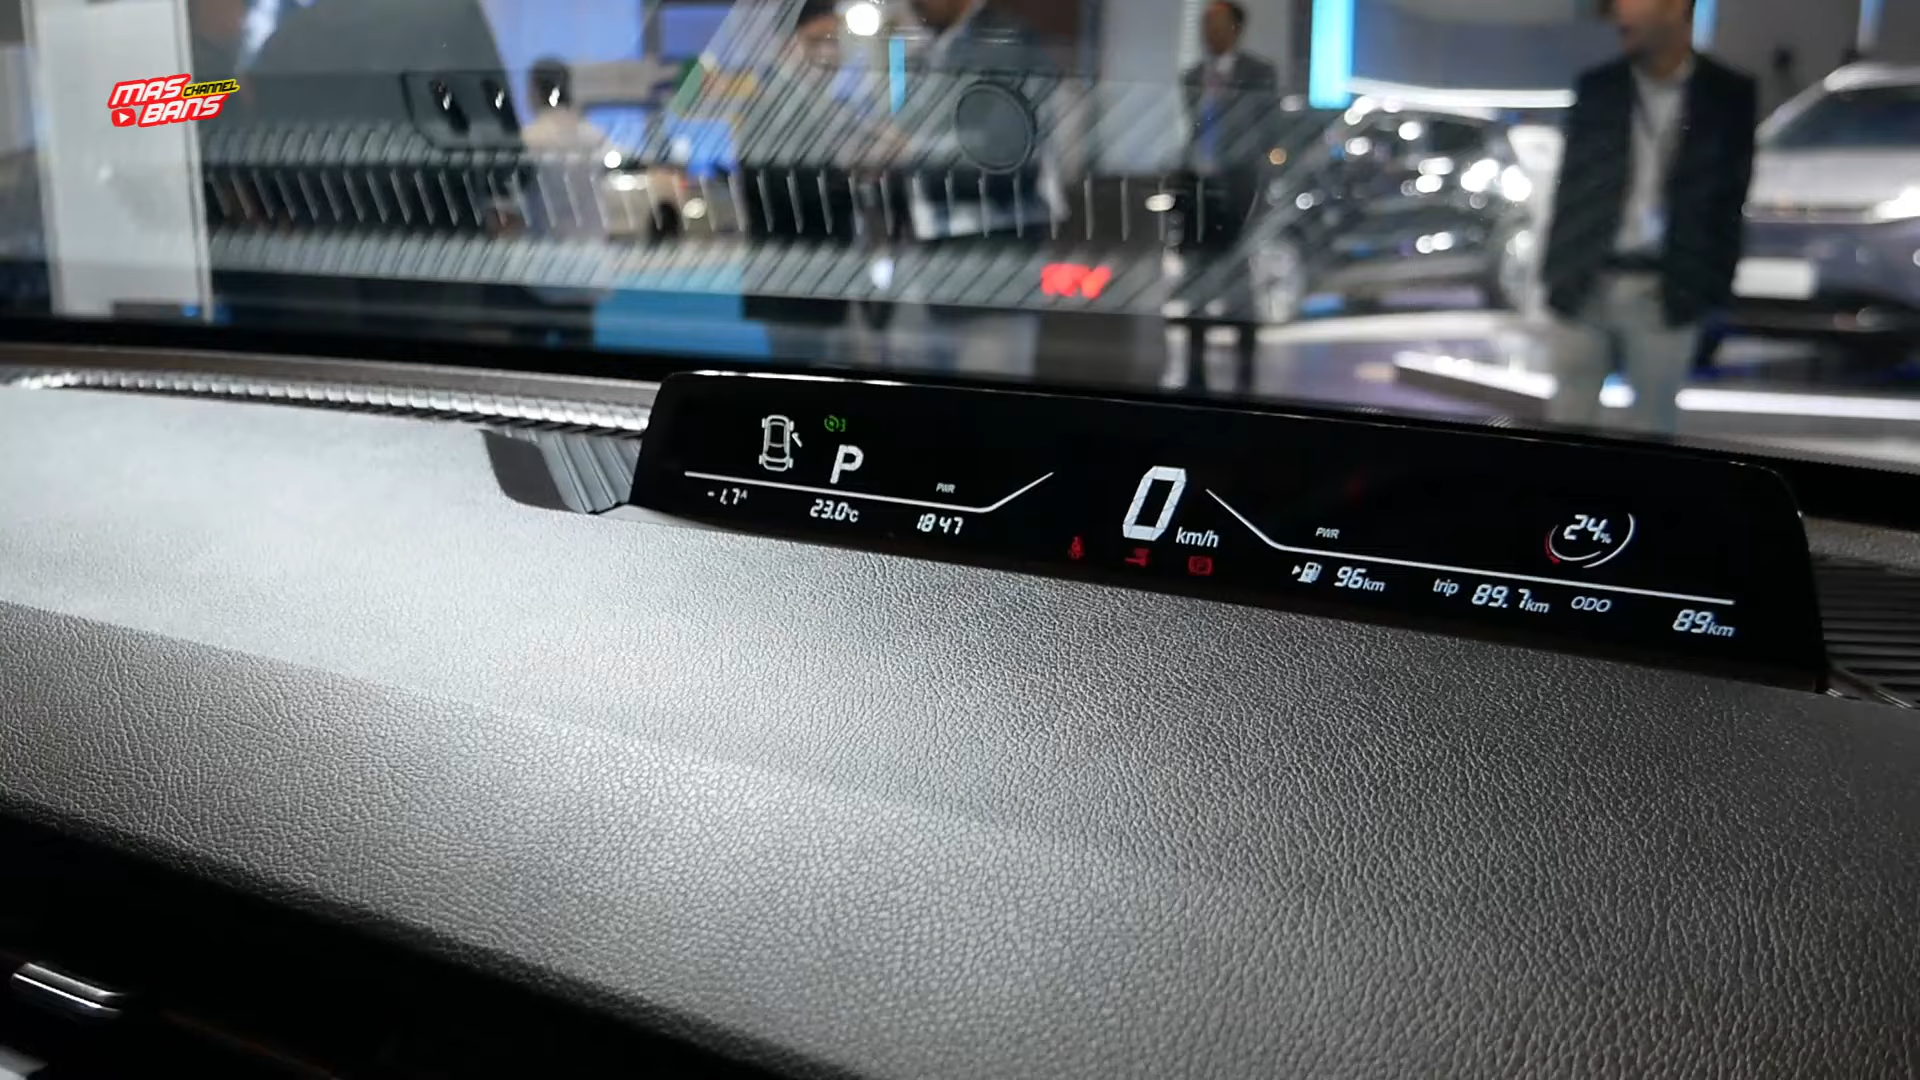 MAS CHANNEL
BANS
P
-1.7A
23.0°C
PWR
18 47
0 km/h
PWR
24%
96km
trip 89.7km
ODO 89km